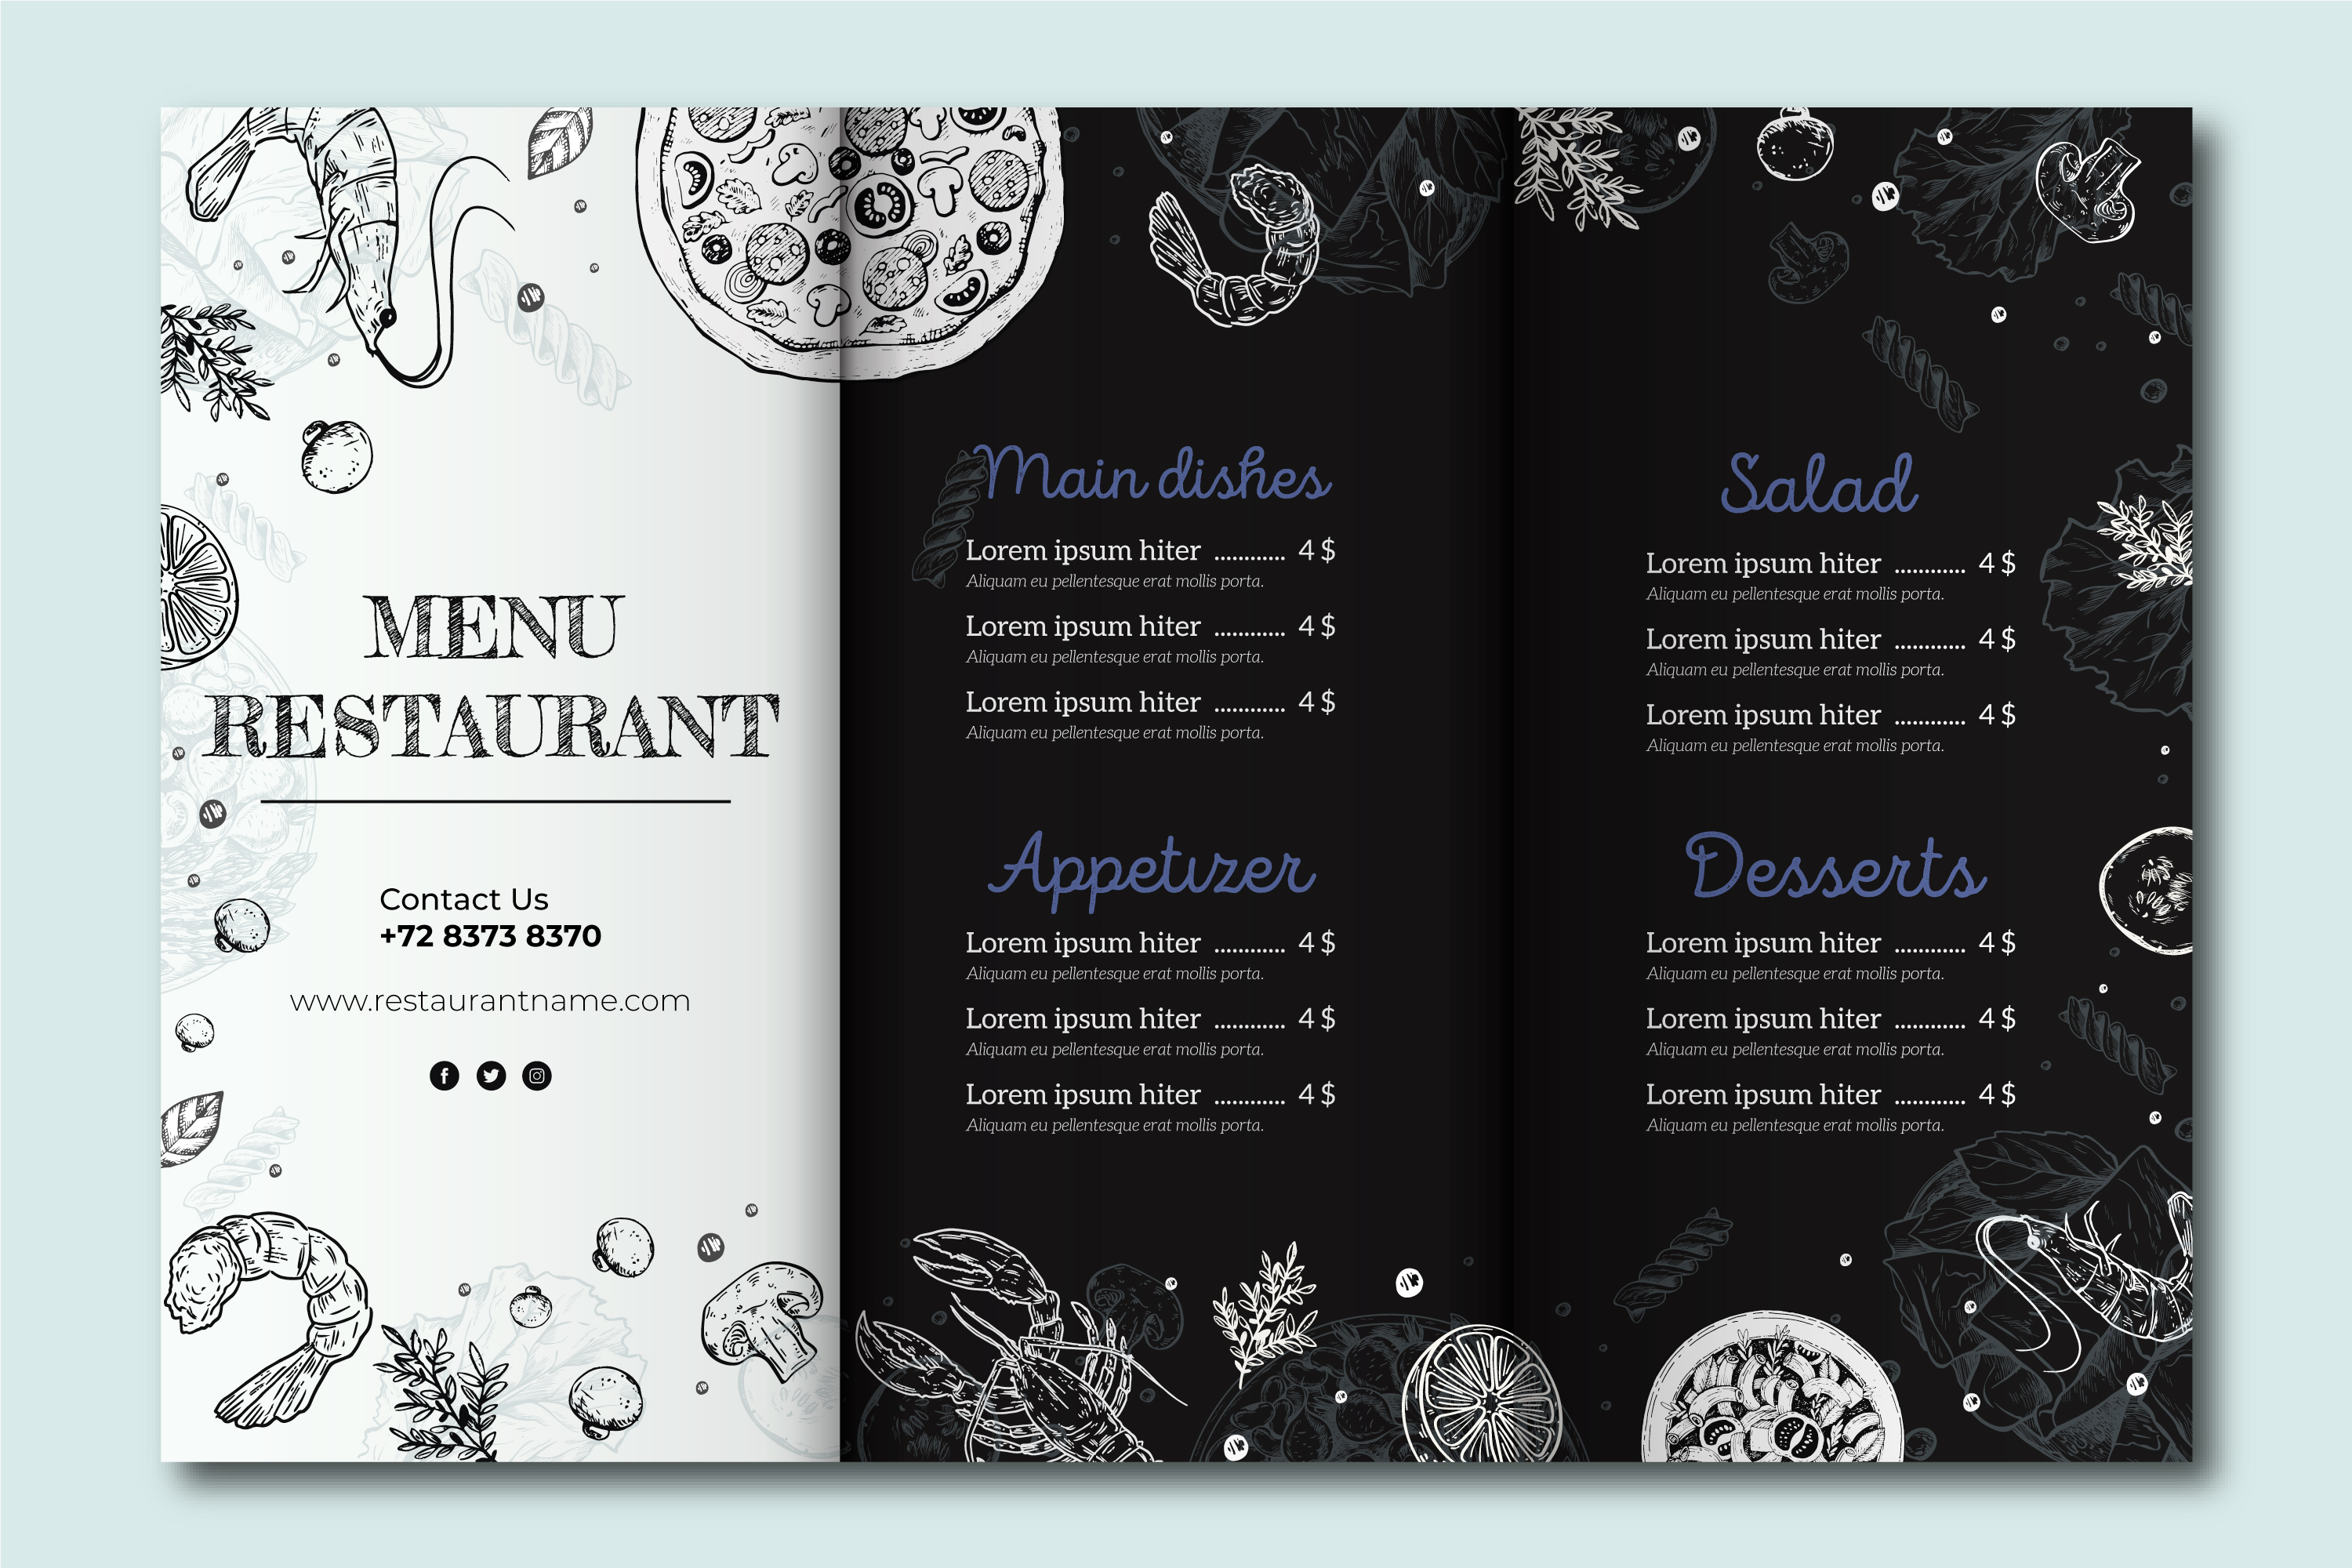 MENU
RESTAURANT
Contact Us
+72 8373 8370
www.restaurantname.com
Main dishes
Lorem ipsum hiter ............ 4 $
Aliquam eu pellentesque erat mollis porta.
Lorem ipsum hiter ............ 4 $
Aliquam eu pellentesque erat mollis porta.
Lorem ipsum hiter ............ 4 $
Aliquam eu pellentesque erat mollis porta.
Appetizer
Lorem ipsum hiter ............ 4 $
Aliquam eu pellentesque erat mollis porta.
Lorem ipsum hiter ............ 4 $
Aliquam eu pellentesque erat mollis porta.
Lorem ipsum hiter ............ 4 $
Aliquam eu pellentesque erat mollis porta.
Salad
Lorem ipsum hiter ............ 4 $
Aliquam eu pellentesque erat mollis porta.
Lorem ipsum hiter ............ 4 $
Aliquam eu pellentesque erat mollis porta.
Lorem ipsum hiter ............ 4 $
Aliquam eu pellentesque erat mollis porta.
Desserts
Lorem ipsum hiter ............ 4 $
Aliquam eu pellentesque erat mollis porta.
Lorem ipsum hiter ............ 4 $
Aliquam eu pellentesque erat mollis porta.
Lorem ipsum hiter ............ 4 $
Aliquam eu pellentesque erat mollis porta.